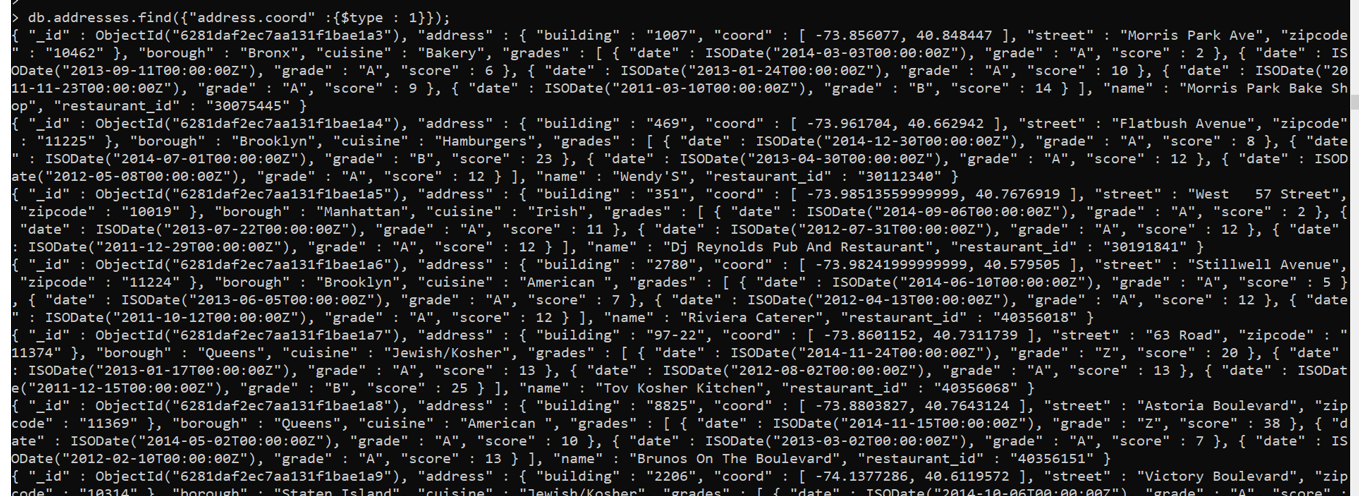 > db.addresses.find({"address.coord" :{$type : 1}});
{ "_id" : ObjectId("6281daf2ec7aa131f1bae1a3"), "address" : { "building" : "1007", "coord" : [ -73.856077, 40.848447 ], "street" : "Morris Park Ave", "zipcode
" : "10462" }, "borough" : "Bronx", "cuisine" : "Bakery", "grades" : [ { "date" : ISODate("2014-03-03T00:00:00Z"), "grade" : "A", "score" : 2 }, { "date" : IS
ODate("2013-09-11T00:00:00Z"), "grade" : "A", "score" : 6 }, { "date" : ISODate("2013-01-24T00:00:00Z"), "grade" : "A", "score" : 10 }, { "date" : ISODate("20
11-11-23T00:00:00Z"), "grade" : "A", "score" : 9 }, { "date" : ISODate("2011-03-10T00:00:00Z"), "grade" : "B", "score" : 14 } ], "name" : "Morris Park Bake Sh
op", "restaurant_id" : "30075445" }
{ "_id" : ObjectId("6281daf2ec7aa131f1bae1a4"), "address" : { "building" : "469", "coord" : [ -73.961704, 40.662942 ], "street" : "Flatbush Avenue", "zipcode"
 : "11225" }, "borough" : "Brooklyn", "cuisine" : "Hamburgers", "grades" : [ { "date" : ISODate("2014-12-30T00:00:00Z"), "grade" : "A", "score" : 8 }, { "date
" : ISODate("2014-07-01T00:00:00Z"), "grade" : "B", "score" : 23 }, { "date" : ISODate("2013-04-30T00:00:00Z"), "grade" : "A", "score" : 12 }, { "date" : ISOD
ate("2012-05-08T00:00:00Z"), "grade" : "A", "score" : 12 } ], "name" : "Wendy'S", "restaurant_id" : "30112340" }
{ "_id" : ObjectId("6281daf2ec7aa131f1bae1a5"), "address" : { "building" : "351", "coord" : [ -73.98513559999999, 40.7676919 ], "street" : "West   57 Street",
 "zipcode" : "10019" }, "borough" : "Manhattan", "cuisine" : "Irish", "grades" : [ { "date" : ISODate("2014-09-06T00:00:00Z"), "grade" : "A", "score" : 2 }, {
 "date" : ISODate("2013-07-22T00:00:00Z"), "grade" : "A", "score" : 11 }, { "date" : ISODate("2012-07-31T00:00:00Z"), "grade" : "A", "score" : 12 }, { "date"
 : ISODate("2011-12-29T00:00:00Z"), "grade" : "A", "score" : 12 } ], "name" : "Dj Reynolds Pub And Restaurant", "restaurant_id" : "30191841" }
{ "_id" : ObjectId("6281daf2ec7aa131f1bae1a6"), "address" : { "building" : "2780", "coord" : [ -73.98241999999999, 40.579505 ], "street" : "Stillwell Avenue",
 "zipcode" : "11224" }, "borough" : "Brooklyn", "cuisine" : "American ", "grades" : [ { "date" : ISODate("2014-06-10T00:00:00Z"), "grade" : "A", "score" : 5 }
, { "date" : ISODate("2013-06-05T00:00:00Z"), "grade" : "A", "score" : 7 }, { "date" : ISODate("2012-04-13T00:00:00Z"), "grade" : "A", "score" : 12 }, { "date
" : ISODate("2011-10-12T00:00:00Z"), "grade" : "A", "score" : 12 } ], "name" : "Riviera Caterer", "restaurant_id" : "40356018" }
{ "_id" : ObjectId("6281daf2ec7aa131f1bae1a7"), "address" : { "building" : "97-22", "coord" : [ -73.8601152, 40.7311739 ], "street" : "63 Road", "zipcode" : "
11374" }, "borough" : "Queens", "cuisine" : "Jewish/Kosher", "grades" : [ { "date" : ISODate("2014-11-24T00:00:00Z"), "grade" : "Z", "score" : 20 }, { "date"
 : ISODate("2013-01-17T00:00:00Z"), "grade" : "A", "score" : 13 }, { "date" : ISODate("2012-08-02T00:00:00Z"), "grade" : "A", "score" : 13 }, { "date" : ISODat
e("2011-12-15T00:00:00Z"), "grade" : "B", "score" : 25 } ], "name" : "Tov Kosher Kitchen", "restaurant_id" : "40356068" }
{ "_id" : ObjectId("6281daf2ec7aa131f1bae1a8"), "address" : { "building" : "8825", "coord" : [ -73.8803827, 40.7643124 ], "street" : "Astoria Boulevard", "zip
code" : "11369" }, "borough" : "Queens", "cuisine" : "American ", "grades" : [ { "date" : ISODate("2014-11-15T00:00:00Z"), "grade" : "Z", "score" : 38 }, { "d
ate" : ISODate("2014-05-02T00:00:00Z"), "grade" : "A", "score" : 10 }, { "date" : ISODate("2013-03-02T00:00:00Z"), "grade" : "A", "score" : 7 }, { "date" : IS
ODate("2012-02-10T00:00:00Z"), "grade" : "A", "score" : 13 } ], "name" : "Brunos On The Boulevard", "restaurant_id" : "40356151" }
{ "_id" : ObjectId("6281daf2ec7aa131f1bae1a9"), "address" : { "building" : "2206", "coord" : [ -74.1377286, 40.6119572 ], "street" : "Victory Boulevard", "zip
code" : "10314" }, "borough" : "Staten Island", "cuisine" : "Jewish/Kosher", "grades" : [ { "date" : ISODate("2014-10-06T00:00:00Z"), "grade" : "A", "score"